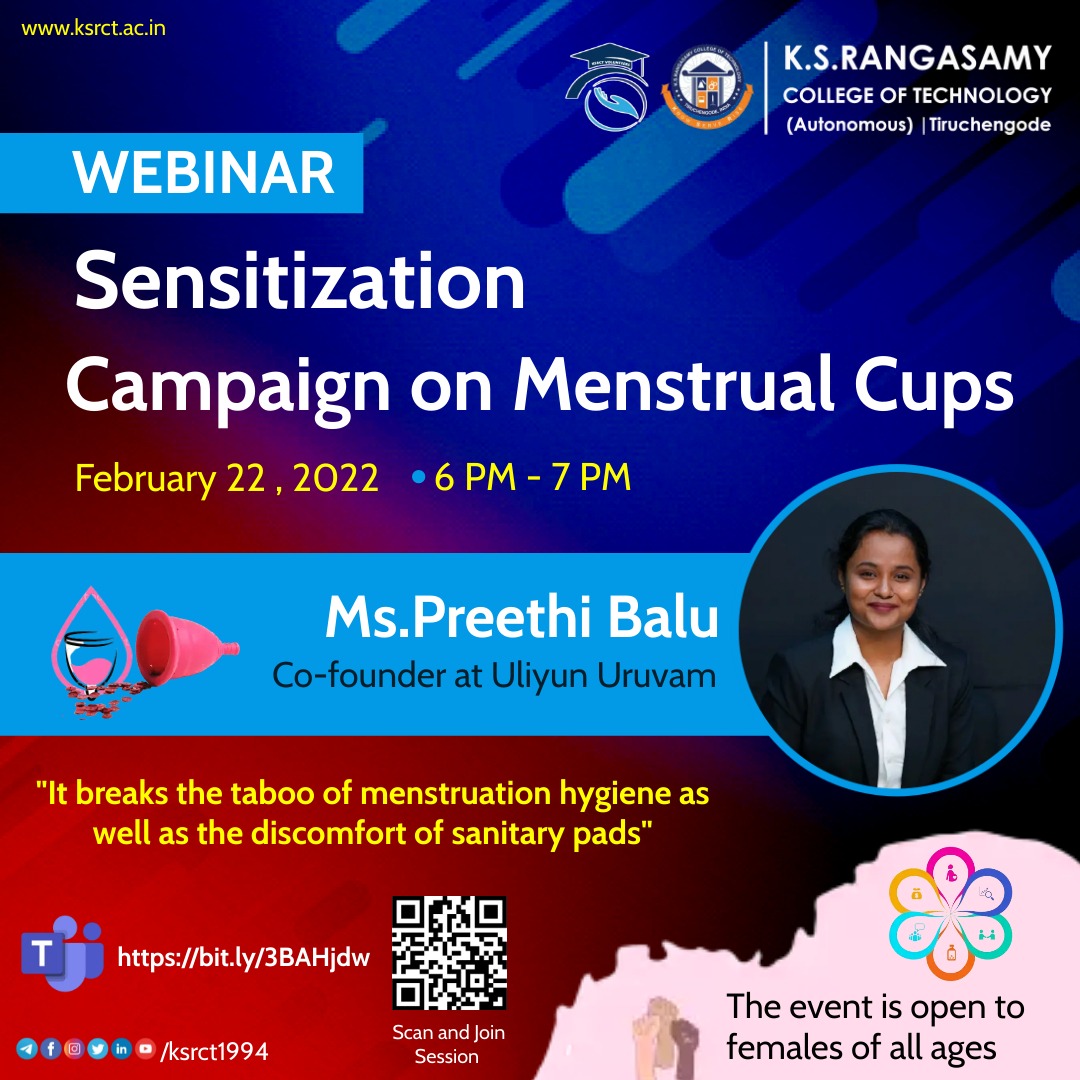 www.ksrct.ac.in
KSRCT VOLUNTEERS
K.S.RANGASAMY
COLLEGE OF TECHNOLOGY
(Autonomous) | Tiruchengode
WEBINAR
Sensitization
Campaign on Menstrual Cups
February 22 , 2022 • 6 PM - 7 PM
Ms.Preethi Balu
Co-founder at Uliyun Uruvam
"It breaks the taboo of menstruation hygiene as
well as the discomfort of sanitary pads"
T
https://bit.ly/3BAHjdw
Scan and Join
Session
/ksrct1994
The event is open to
females of all ages